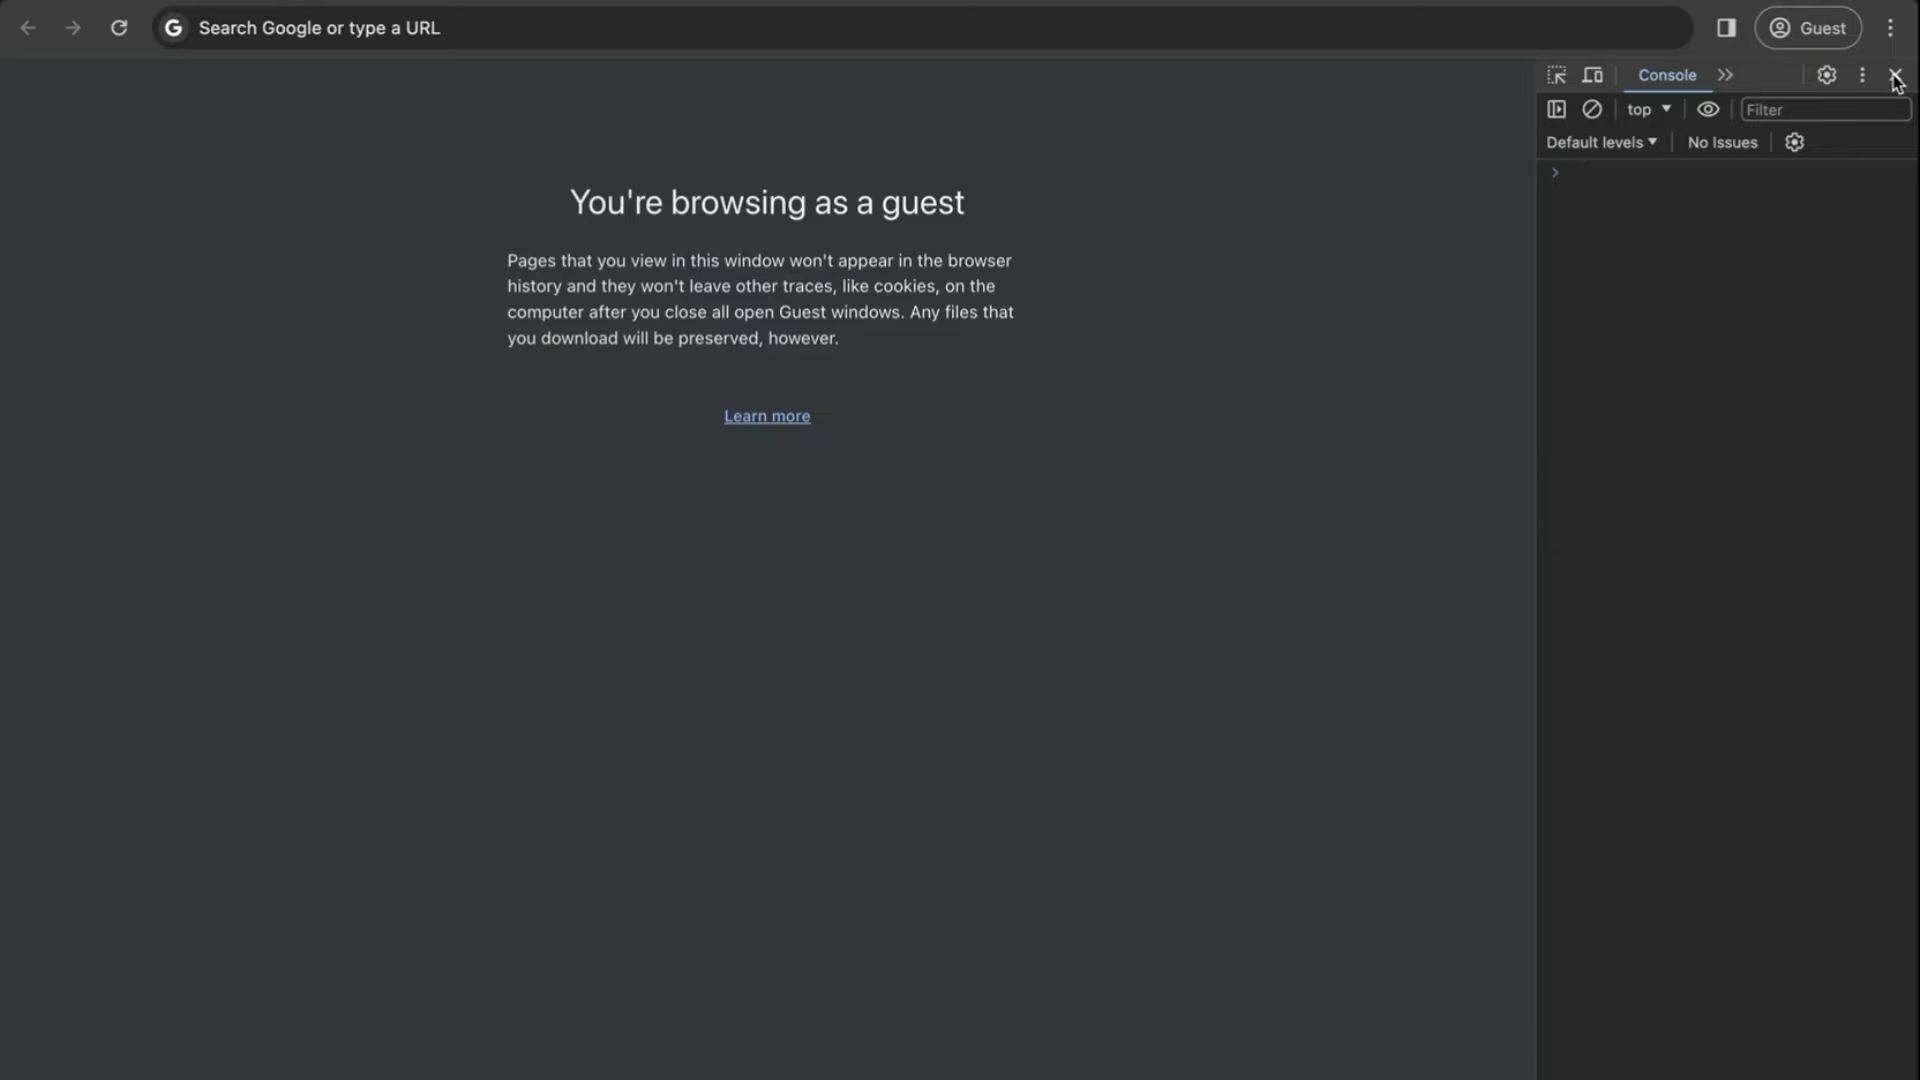 Search Google or type a URL
Guest
Console
top
Filter
Default levels
No Issues
You're browsing as a guest
Pages that you view in this window won't appear in the browser
history and they won't leave other traces, like cookies, on the
computer after you close all open Guest windows. Any files that
you download will be preserved, however.
Learn more